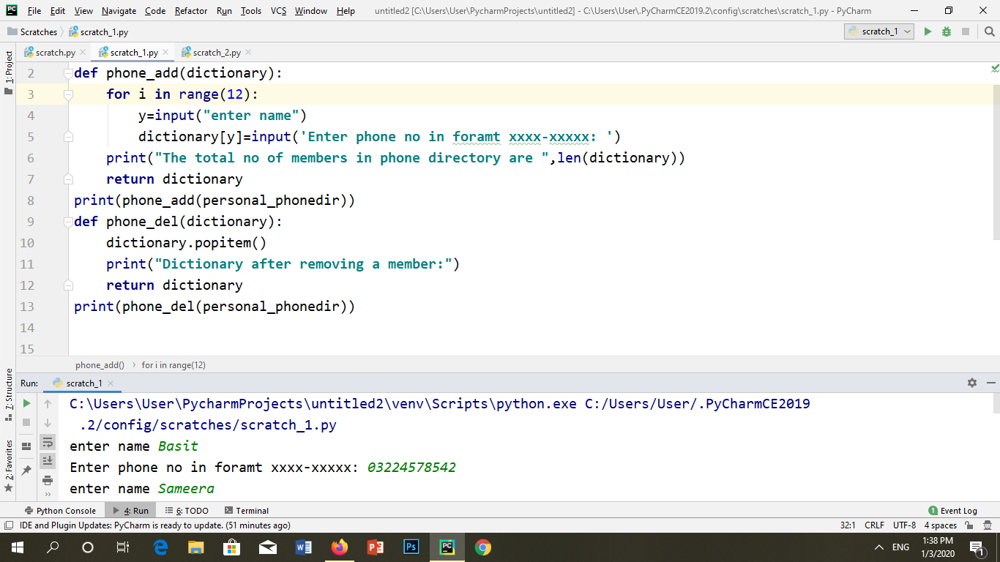 PC File Edit View Navigate Code Refactor Run Tools VCS Window Help untitled2 [C:\Users\User\PycharmProjects\untitled2] - C:\Users\User\.PyCharmCE2019.2\config\scratches\scratch_1.py - PyCharm
Scratches scratch_1.py scratch_1
1: Project
scratch.py scratch_1.py scratch_2.py
2 def phone_add(dictionary):
3 for i in range(12):
4 y=input("enter name")
5 dictionary[y]=input('Enter phone no in foramt xxxx-xxxxx: ')
6 print("The total no of members in phone directory are ",len(dictionary))
7 return dictionary
8 print(phone_add(personal_phonedir))
9 def phone_del(dictionary):
10 dictionary.popitem()
11 print("Dictionary after removing a member:")
12 return dictionary
13 print(phone_del(personal_phonedir))
14
15
phone_add() › for i in range(12)
7: Structure
2: Favorites
Run: scratch_1
C:\Users\User\PycharmProjects\untitled2\venv\Scripts\python.exe C:/Users/User/.PyCharmCE2019
.2/config/scratches/scratch_1.py
enter name Basit
Enter phone no in foramt xxxx-xxxxx: 03224578542
enter name Sameera
Python Console 4: Run 6: TODO Terminal 1 Event Log
IDE and Plugin Updates: PyCharm is ready to update. (51 minutes ago) 32:1 CRLF UTF-8 4 spaces
Ps PC ENG 1:38 PM
1/3/2020 1